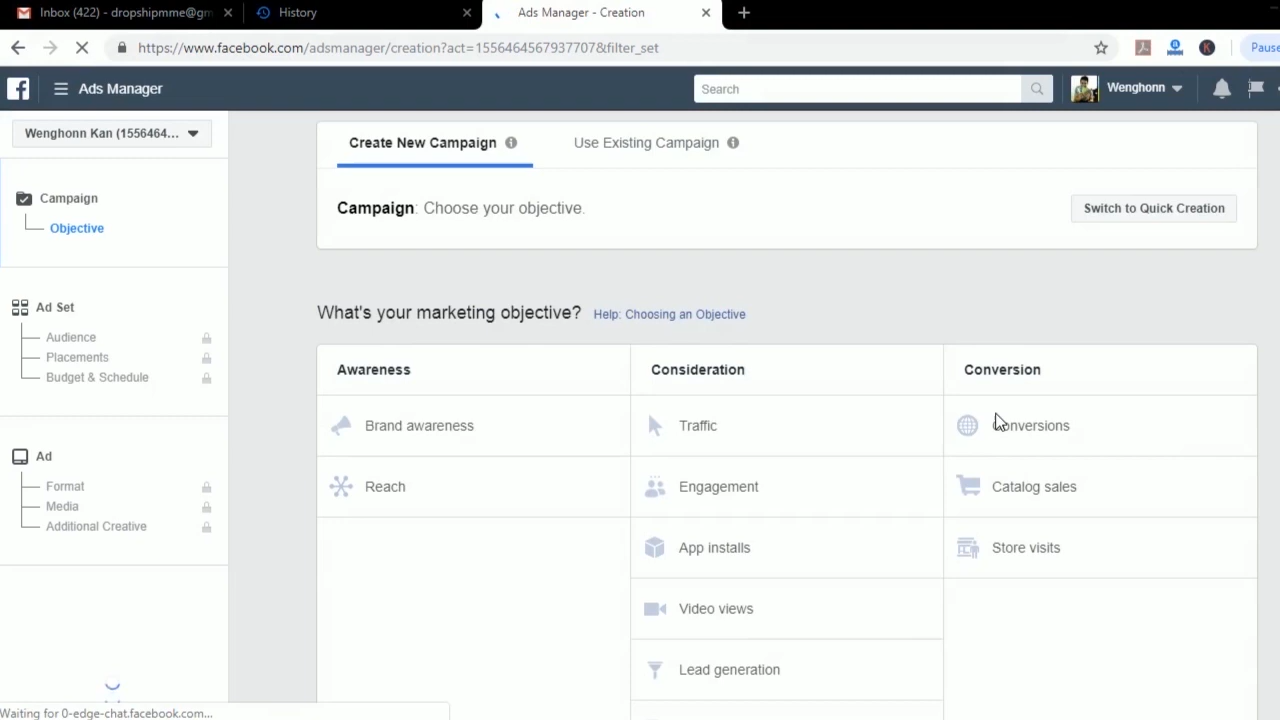 Inbox (422) - dropshipmme@gm
History
Ads Manager - Creation
https://www.facebook.com/adsmanager/creation?act=1556464567937707&filter_set
Pause
Ads Manager
Search
Wenghonn
Wenghonn Kan (1556464...
Campaign
Objective
Ad Set
Audience
Placements
Budget & Schedule
Ad
Format
Media
Additional Creative
Create New Campaign
Use Existing Campaign
Campaign: Choose your objective.
Switch to Quick Creation
What's your marketing objective? Help: Choosing an Objective
Awareness
Consideration
Conversion
Brand awareness
Traffic
Conversions
Reach
Engagement
Catalog sales
App installs
Store visits
Video views
Lead generation
Waiting for 0-edge-chat.facebook.com...